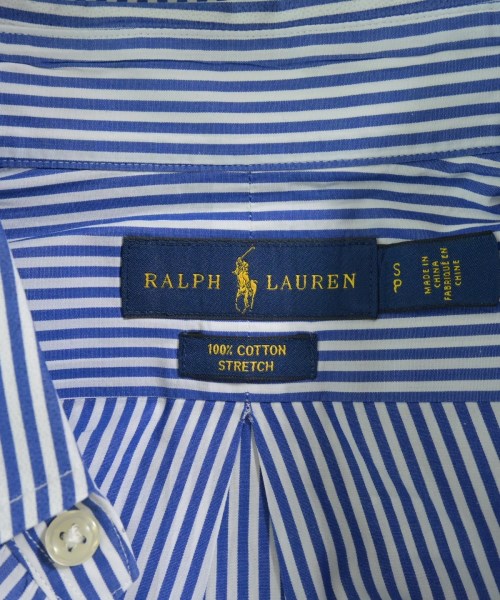 RALPH LAUREN
S
P
MADE IN
CHINA
FABRIQUÉ EN
CHINE
100% COTTON
STRETCH